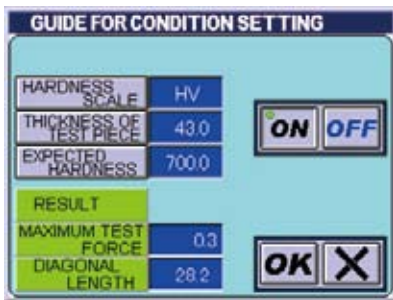 GUIDE FOR CONDITION SETTING
HARDNESS SCALE HV
THICKNESS OF TEST PIECE 43.0
EXPECTED HARDNESS 700.0
ON OFF
RESULT
MAXIMUM TEST FORCE 0.3
DIAGONAL LENGTH 28.2
OK X